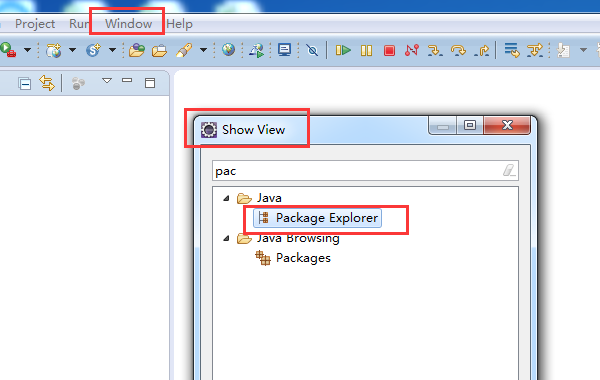 Project Run Window Help
Show View
pac
Java
Package Explorer
Java Browsing
Packages